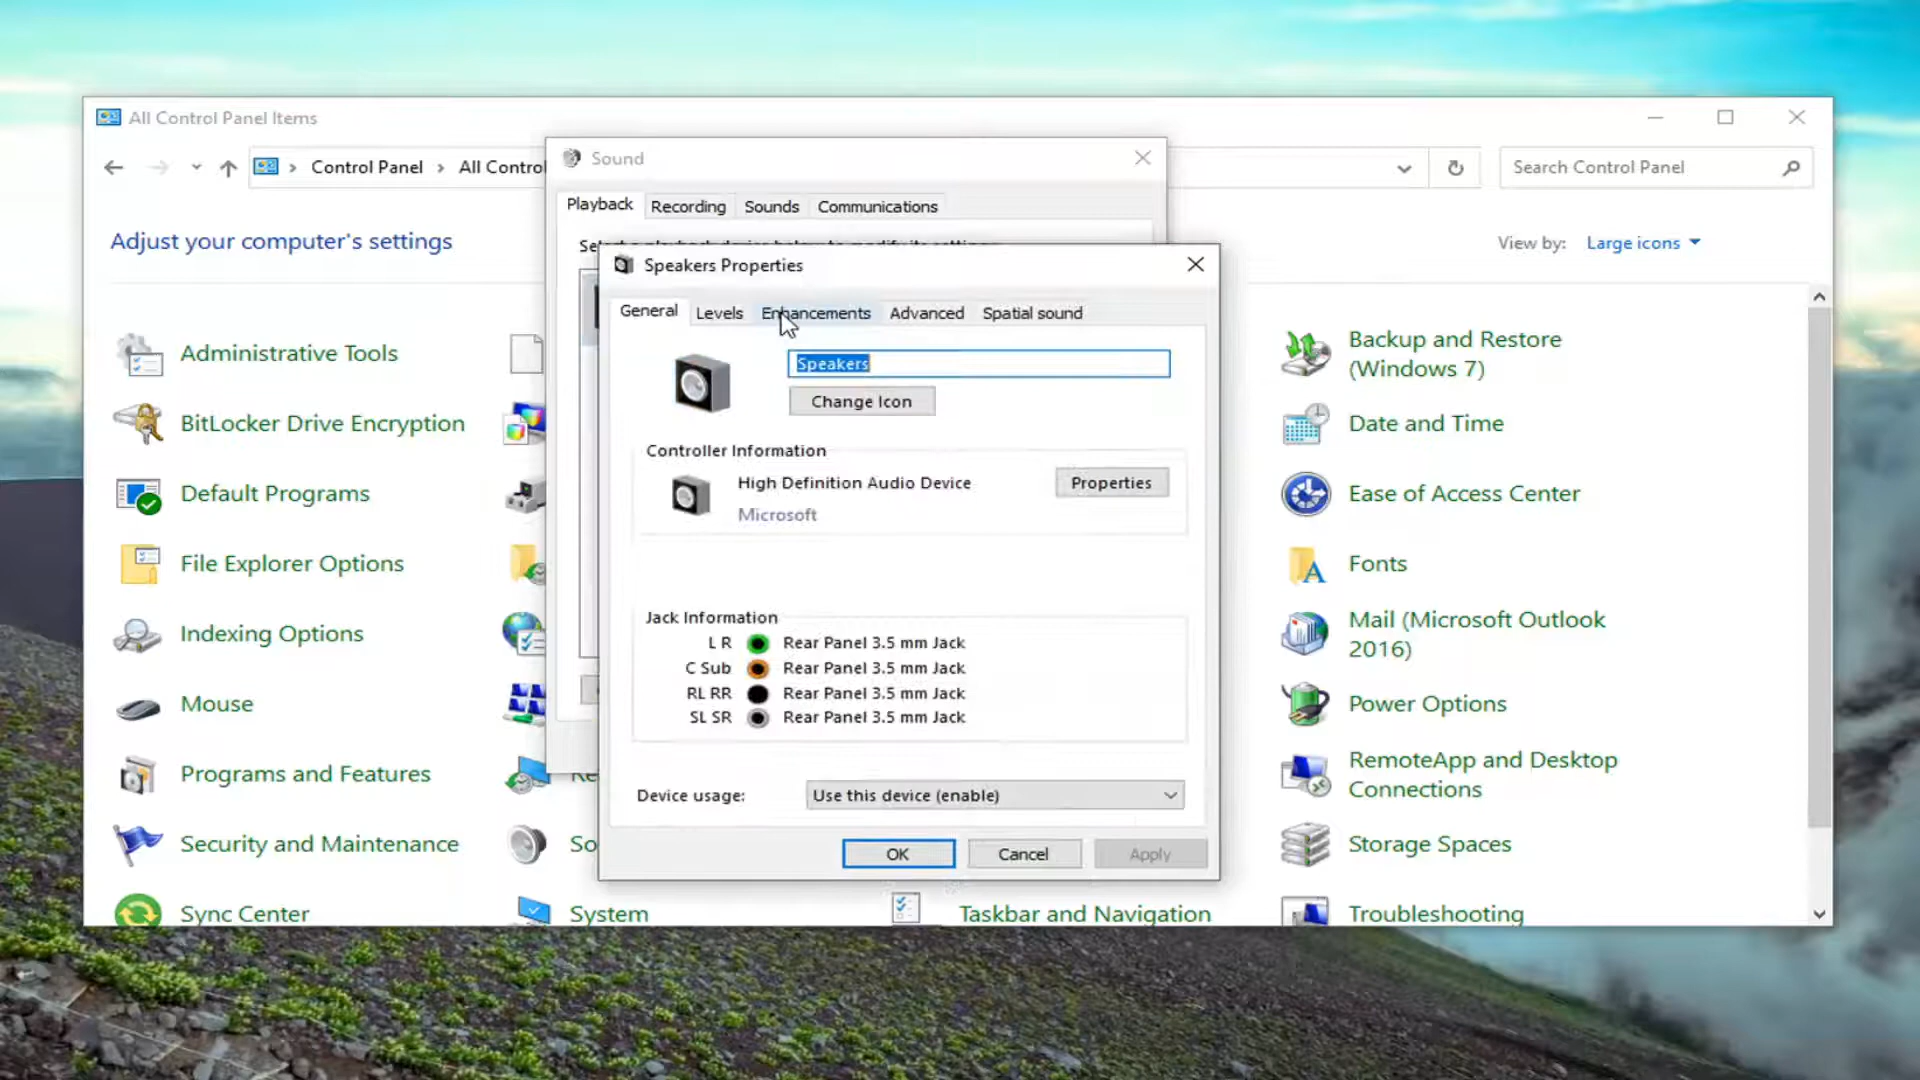 All Control Panel Items
Control Panel
All Contro
Search Control Panel
Adjust your computer's settings
View by:
Large icons
Administrative Tools
BitLocker Drive Encryption
Default Programs
File Explorer Options
Indexing Options
Mouse
Programs and Features
Security and Maintenance
Sync Center
So
System
Taskbar and Navigation
Backup and Restore
(Windows 7)
Date and Time
Ease of Access Center
Fonts
Mail (Microsoft Outlook
2016)
Power Options
RemoteApp and Desktop
Connections
Storage Spaces
Troubleshooting
Sound
Playback
Recording
Sounds
Communications
Speakers Properties
General
Levels
Enhancements
Advanced
Spatial sound
Speakers
Change Icon
Controller Information
High Definition Audio Device
Properties
Microsoft
Jack Information
L R Rear Panel 3.5 mm Jack
C Sub Rear Panel 3.5 mm Jack
RL RR Rear Panel 3.5 mm Jack
SL SR Rear Panel 3.5 mm Jack
Device usage:
Use this device (enable)
OK
Cancel
Apply